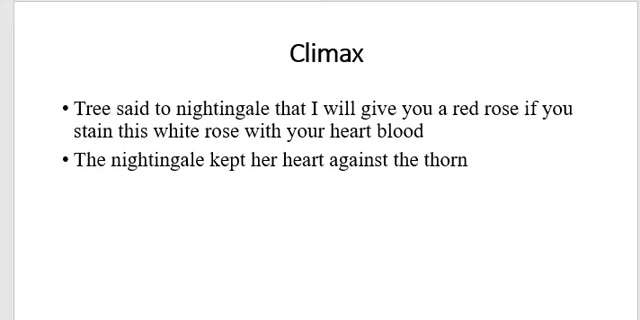 Climax
• Tree said to nightingale that I will give you a red rose if you
stain this white rose with your heart blood
• The nightingale kept her heart against the thorn